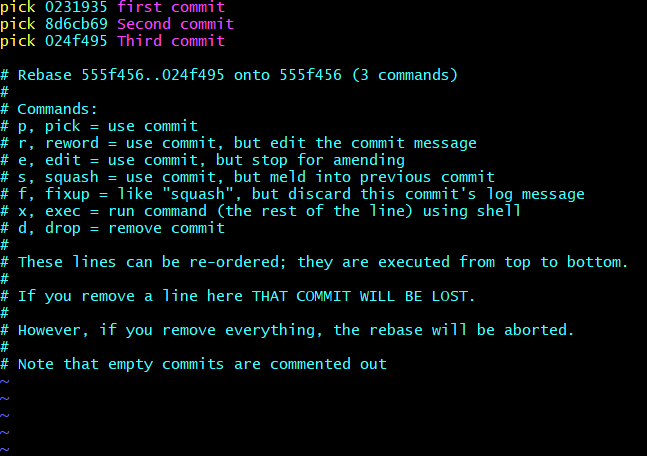 pick 0231935 first commit
pick 8d6cb69 Second commit
pick 024f495 Third commit
# Rebase 555f456..024f495 onto 555f456 (3 commands)
#
# Commands:
# p, pick = use commit
# r, reword = use commit, but edit the commit message
# e, edit = use commit, but stop for amending
# s, squash = use commit, but meld into previous commit
# f, fixup = like "squash", but discard this commit's log message
# x, exec = run command (the rest of the line) using shell
# d, drop = remove commit
#
# These lines can be re-ordered; they are executed from top to bottom.
#
# If you remove a line here THAT COMMIT WILL BE LOST.
#
# However, if you remove everything, the rebase will be aborted.
#
# Note that empty commits are commented out
~
~
~
~
~